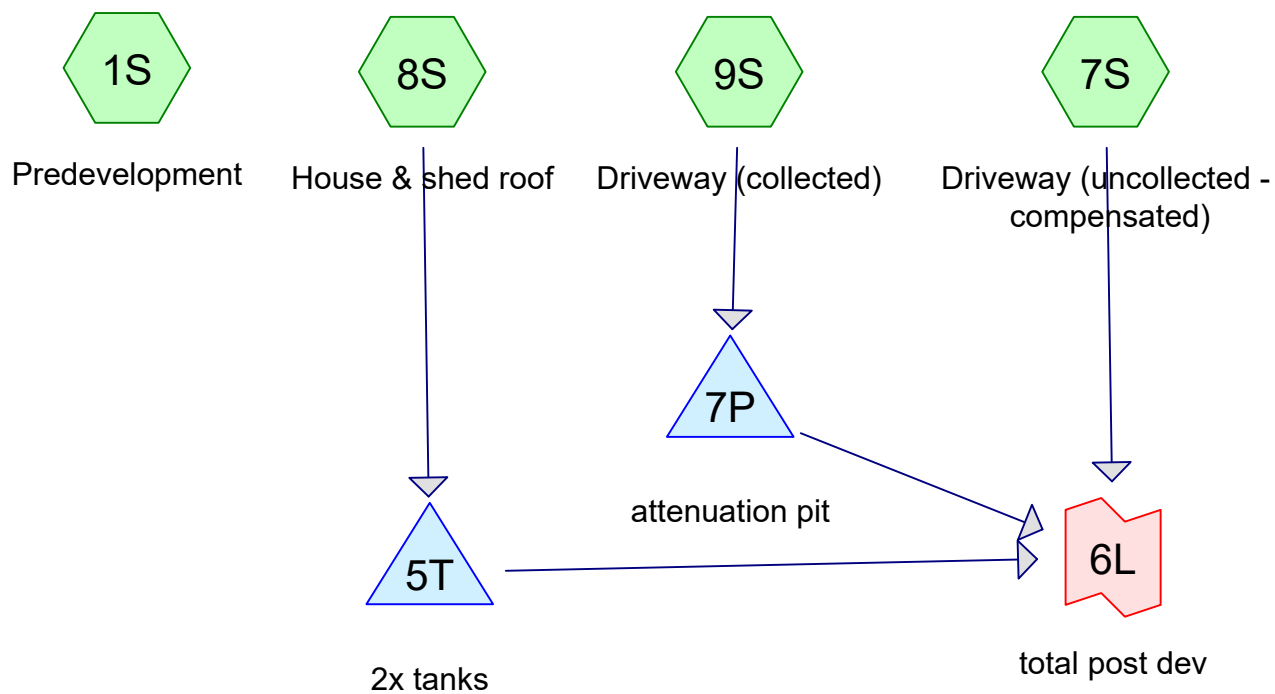 1S
8S
9S
7S
Predevelopment
House & shed roof
Driveway (collected)
Driveway (uncollected -
compensated)
7P
attenuation pit
5T
6L
2x tanks
total post dev